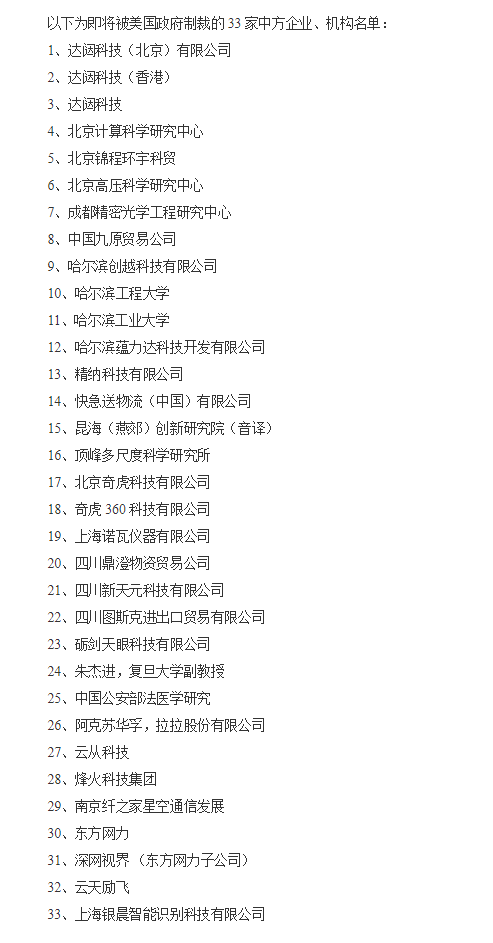 以下为即将被美国政府制裁的 33 家中方企业、机构名单：
1、达闼科技（北京）有限公司
2、达闼科技（香港）
3、达闼科技
4、北京计算科学研究中心
5、北京锦程环宇科贸
6、北京高压科学研究中心
7、成都精密光学工程研究中心
8、中国九原贸易公司
9、哈尔滨创越科技有限公司
10、哈尔滨工程大学
11、哈尔滨工业大学
12、哈尔滨蕴力达科技开发有限公司
13、精纳科技有限公司
14、快急送物流（中国）有限公司
15、昆海（燕郊）创新研究院（音译）
16、顶峰多尺度科学研究所
17、北京奇虎科技有限公司
18、奇虎 360 科技有限公司
19、上海诺瓦仪器有限公司
20、四川鼎澄物资贸易公司
21、四川新天元科技有限公司
22、四川图斯克进出口贸易有限公司
23、砺剑天眼科技有限公司
24、朱杰进，复旦大学副教授
25、中国公安部法医学研究
26、阿克苏华孚，拉拉股份有限公司
27、云从科技
28、烽火科技集团
29、南京纤之家星空通信发展
30、东方网力
31、深网视界 （东方网力子公司）
32、云天励飞
33、上海银晨智能识别科技有限公司